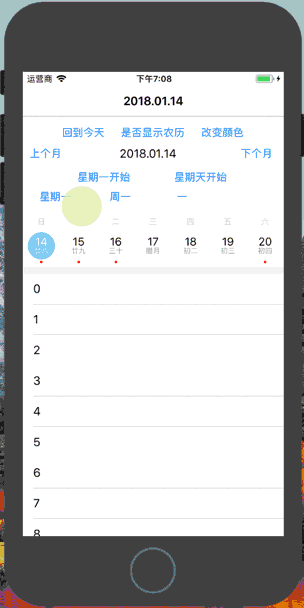 运营商 下午7:08
2018.01.14
回到今天 是否显示农历 改变颜色
上个月 2018.01.14 下个月
星期一开始 星期天开始
星期一 周一 一
日 二 三 四 五 六
14 15 16 17 18 19 20
廿八 廿九 三十 腊月 初二 初三 初四
0
1
2
3
4
5
6
7
8